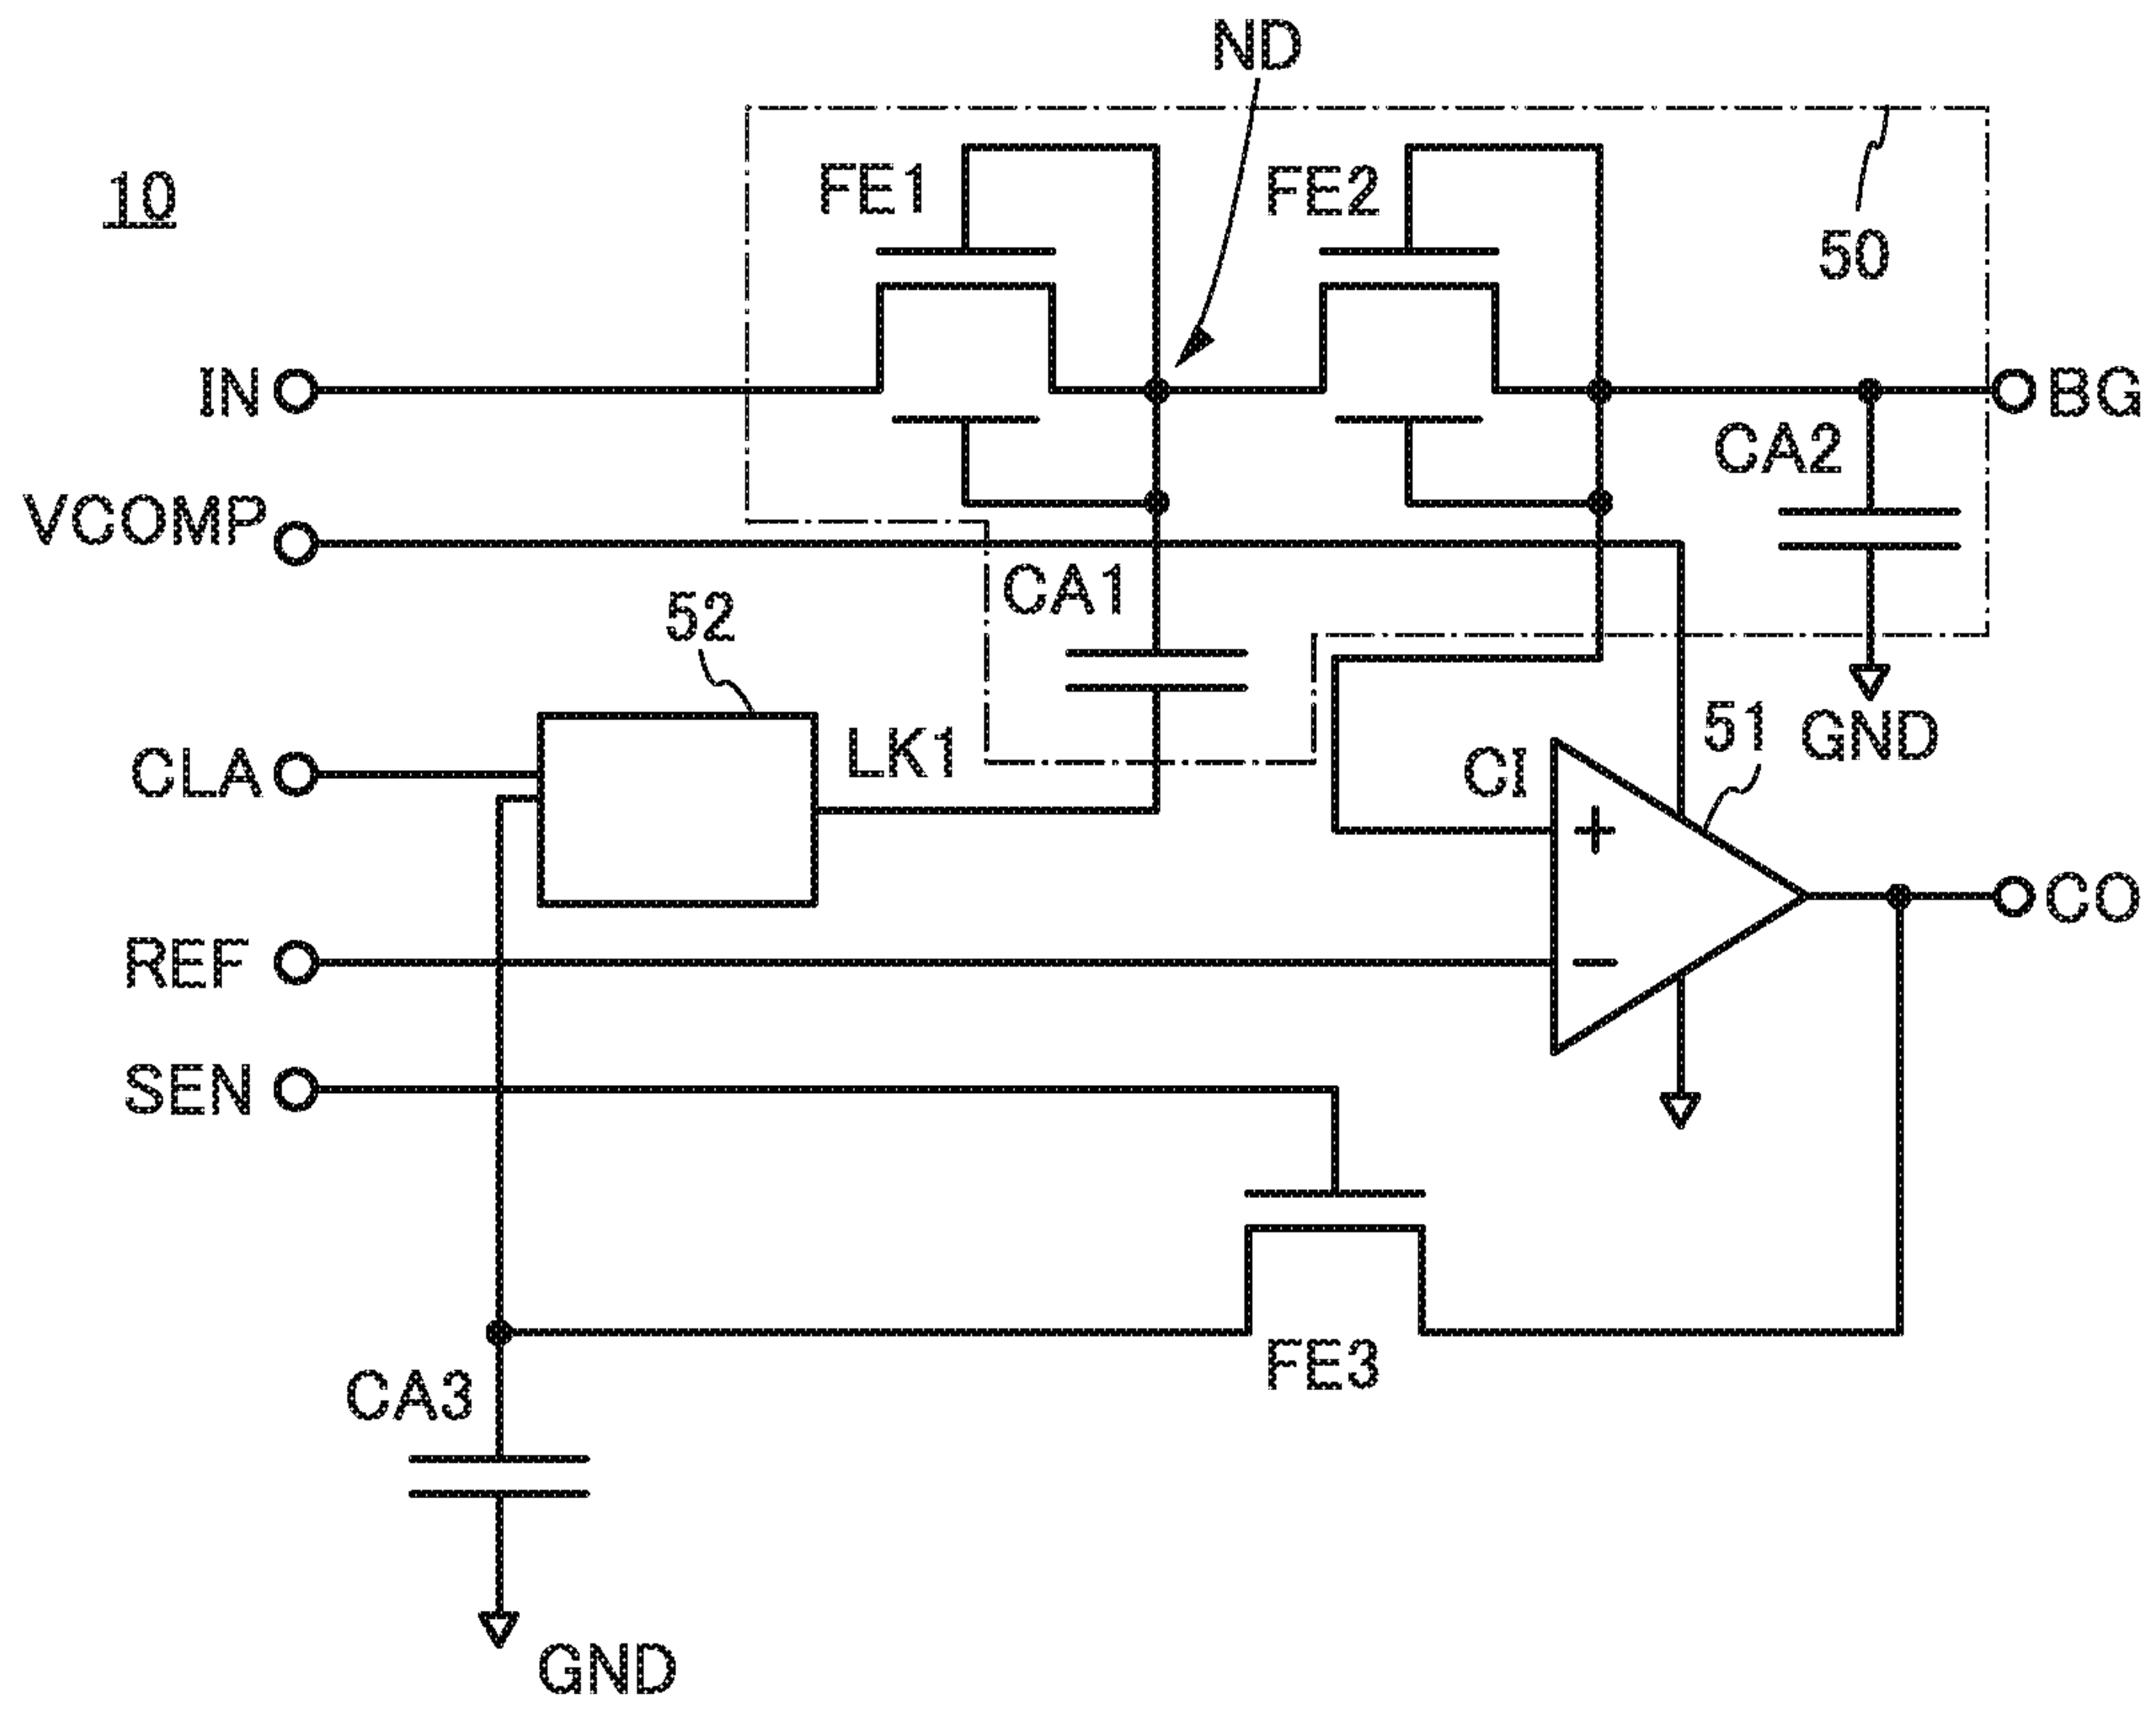 ND
10
FE1
FE2
50
IN
BG
CA2
VCOMP
CA1
52
CLA
LK1
CI
51
GND
+
CO
REF
−
SEN
FE3
CA3
GND